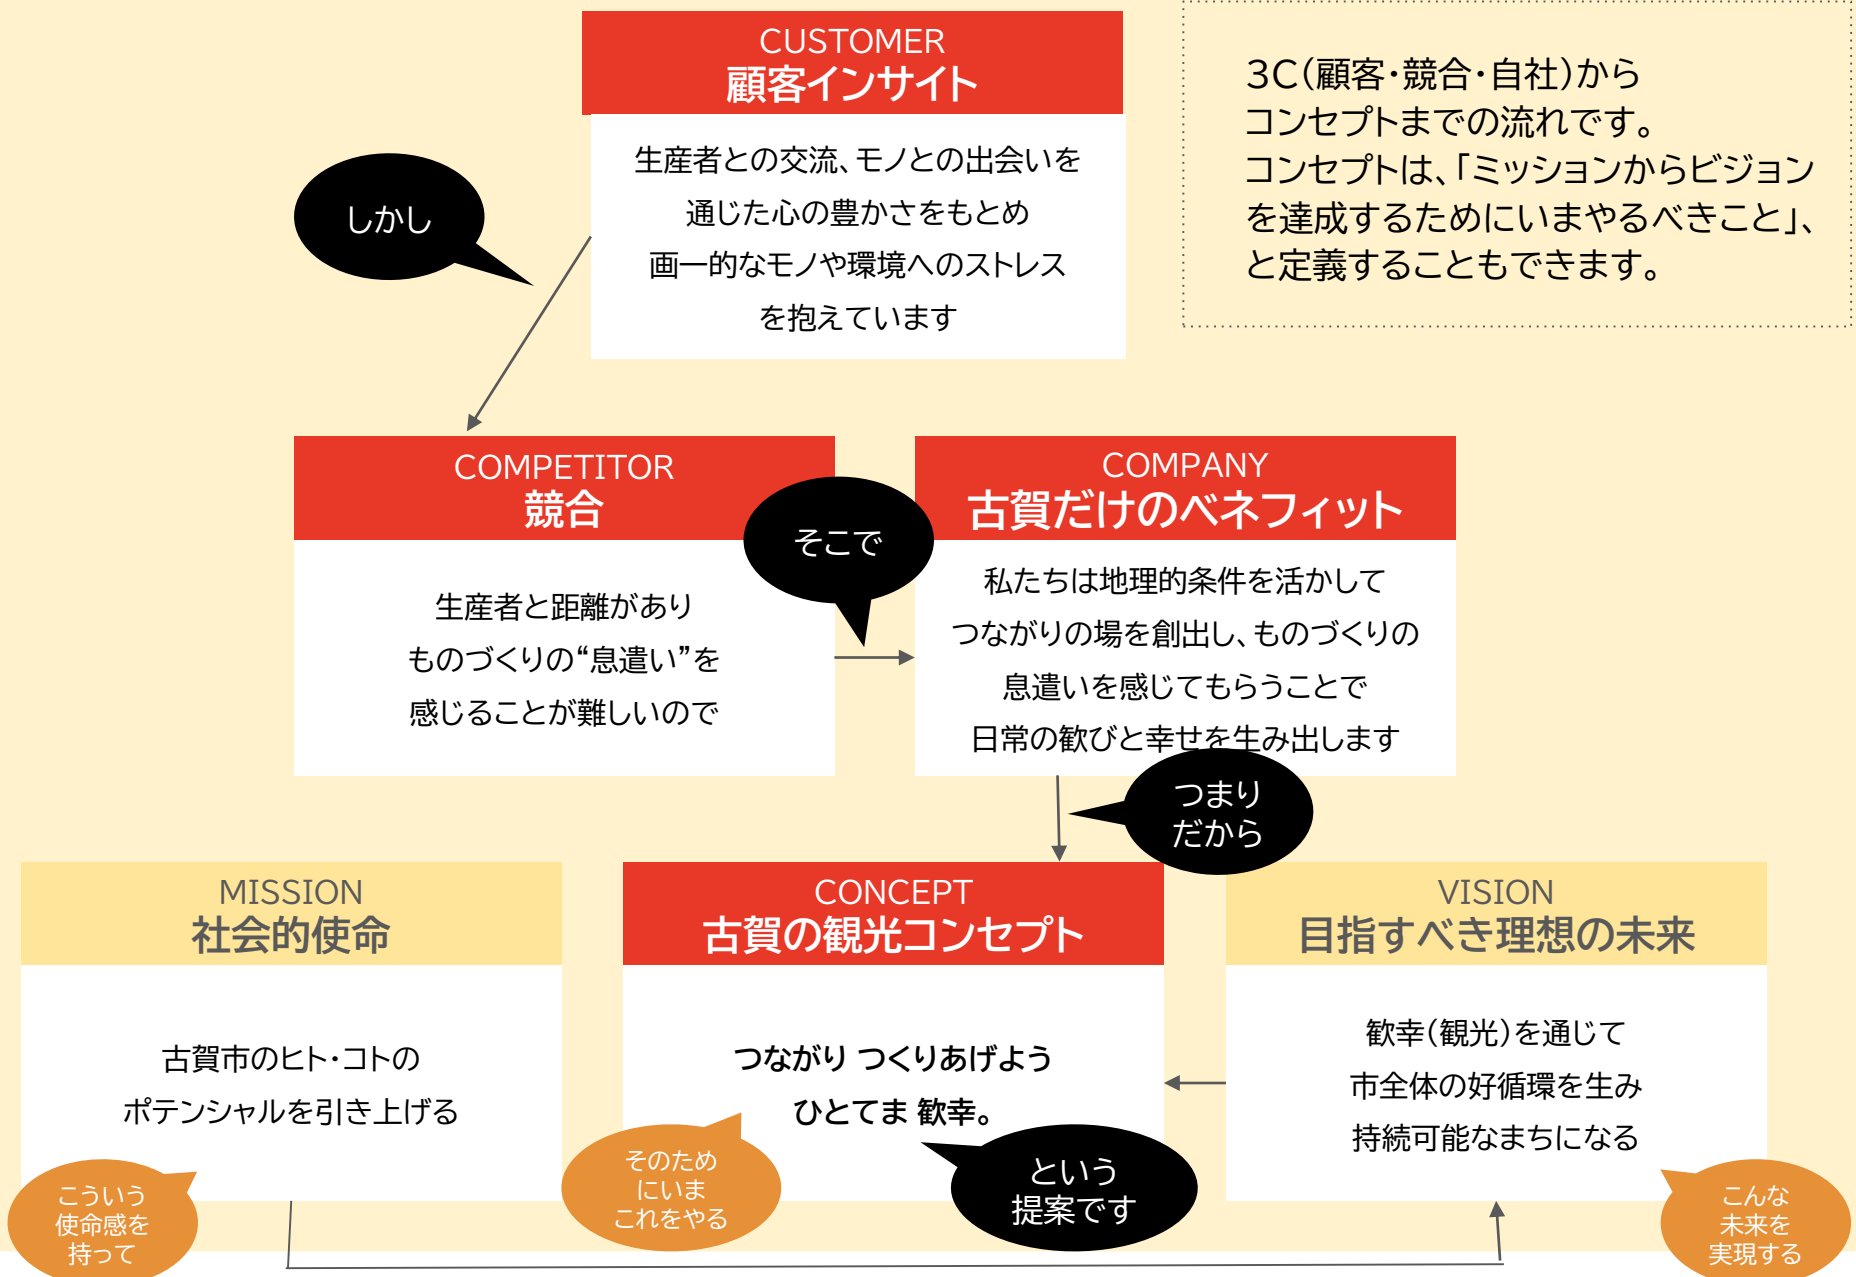 CUSTOMER
顧客インサイト
生産者との交流、モノとの出会いを
通じた心の豊かさをもとめ
画一的なモノや環境へのストレス
を抱えています
3C(顧客・競合・自社)から
コンセプトまでの流れです。
コンセプトは、「ミッションからビジョン
を達成するためにいまやるべきこと」、
と定義することもできます。
しかし
COMPETITOR
競合
生産者と距離があり
ものづくりの“息遣い”を
感じることが難しいので
そこで
COMPANY
古賀だけのベネフィット
私たちは地理的条件を活かして
つながりの場を創出し、ものづくりの
息遣いを感じてもらうことで
日常の歓びと幸せを生み出します
つまり
だから
MISSION
社会的使命
古賀市のヒト・コトの
ポテンシャルを引き上げる
こういう
使命感を
持って
CONCEPT
古賀の観光コンセプト
つながり つくりあげよう
ひとてま 歓幸。
そのため
にいま
これをやる
という
提案です
VISION
目指すべき理想の未来
歓幸(観光)を通じて
市全体の好循環を生み
持続可能なまちになる
こんな
未来を
実現する